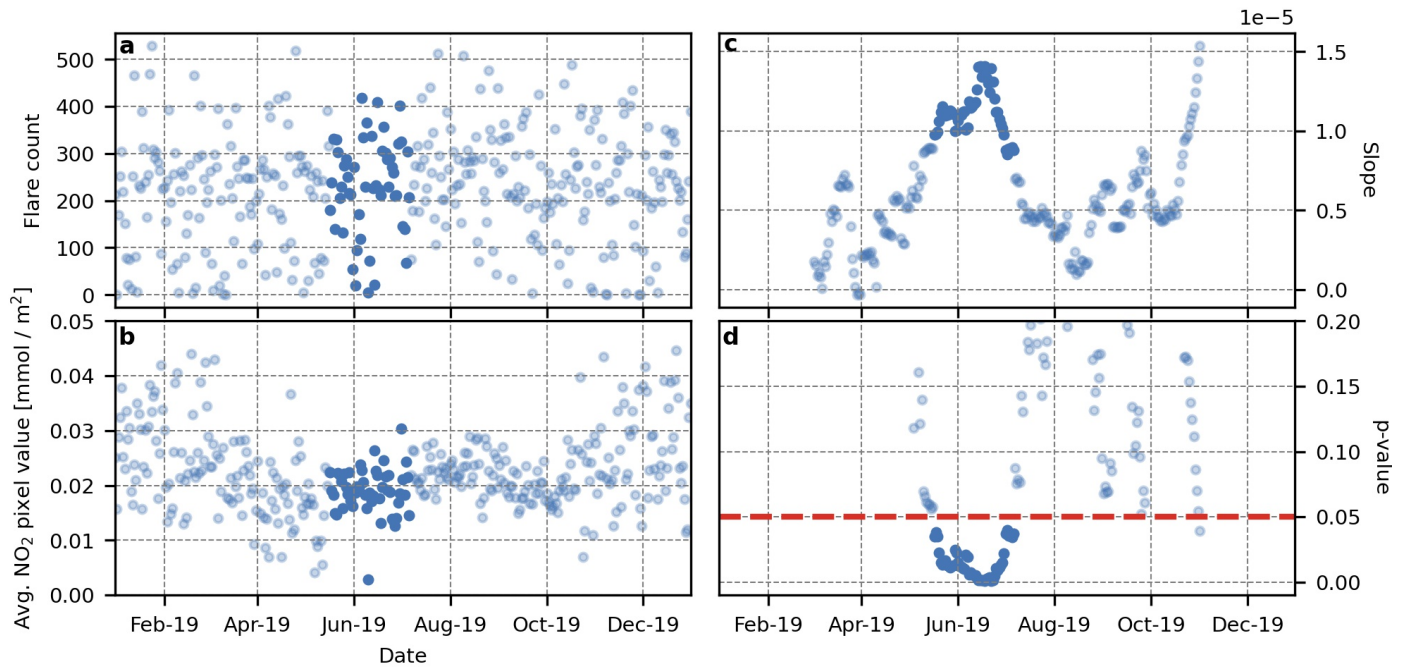 a
500
400
300
200
100
0
Flare count
b
0.05
0.04
0.03
0.02
0.01
0.00
Avg. NO₂ pixel value [mmol / m²]
Feb-19 Apr-19 Jun-19 Aug-19 Oct-19 Dec-19
Date
1e−5
c
1.5
1.0
0.5
0.0
Slope
d
0.20
0.15
0.10
0.05
0.00
p-value
Feb-19 Apr-19 Jun-19 Aug-19 Oct-19 Dec-19